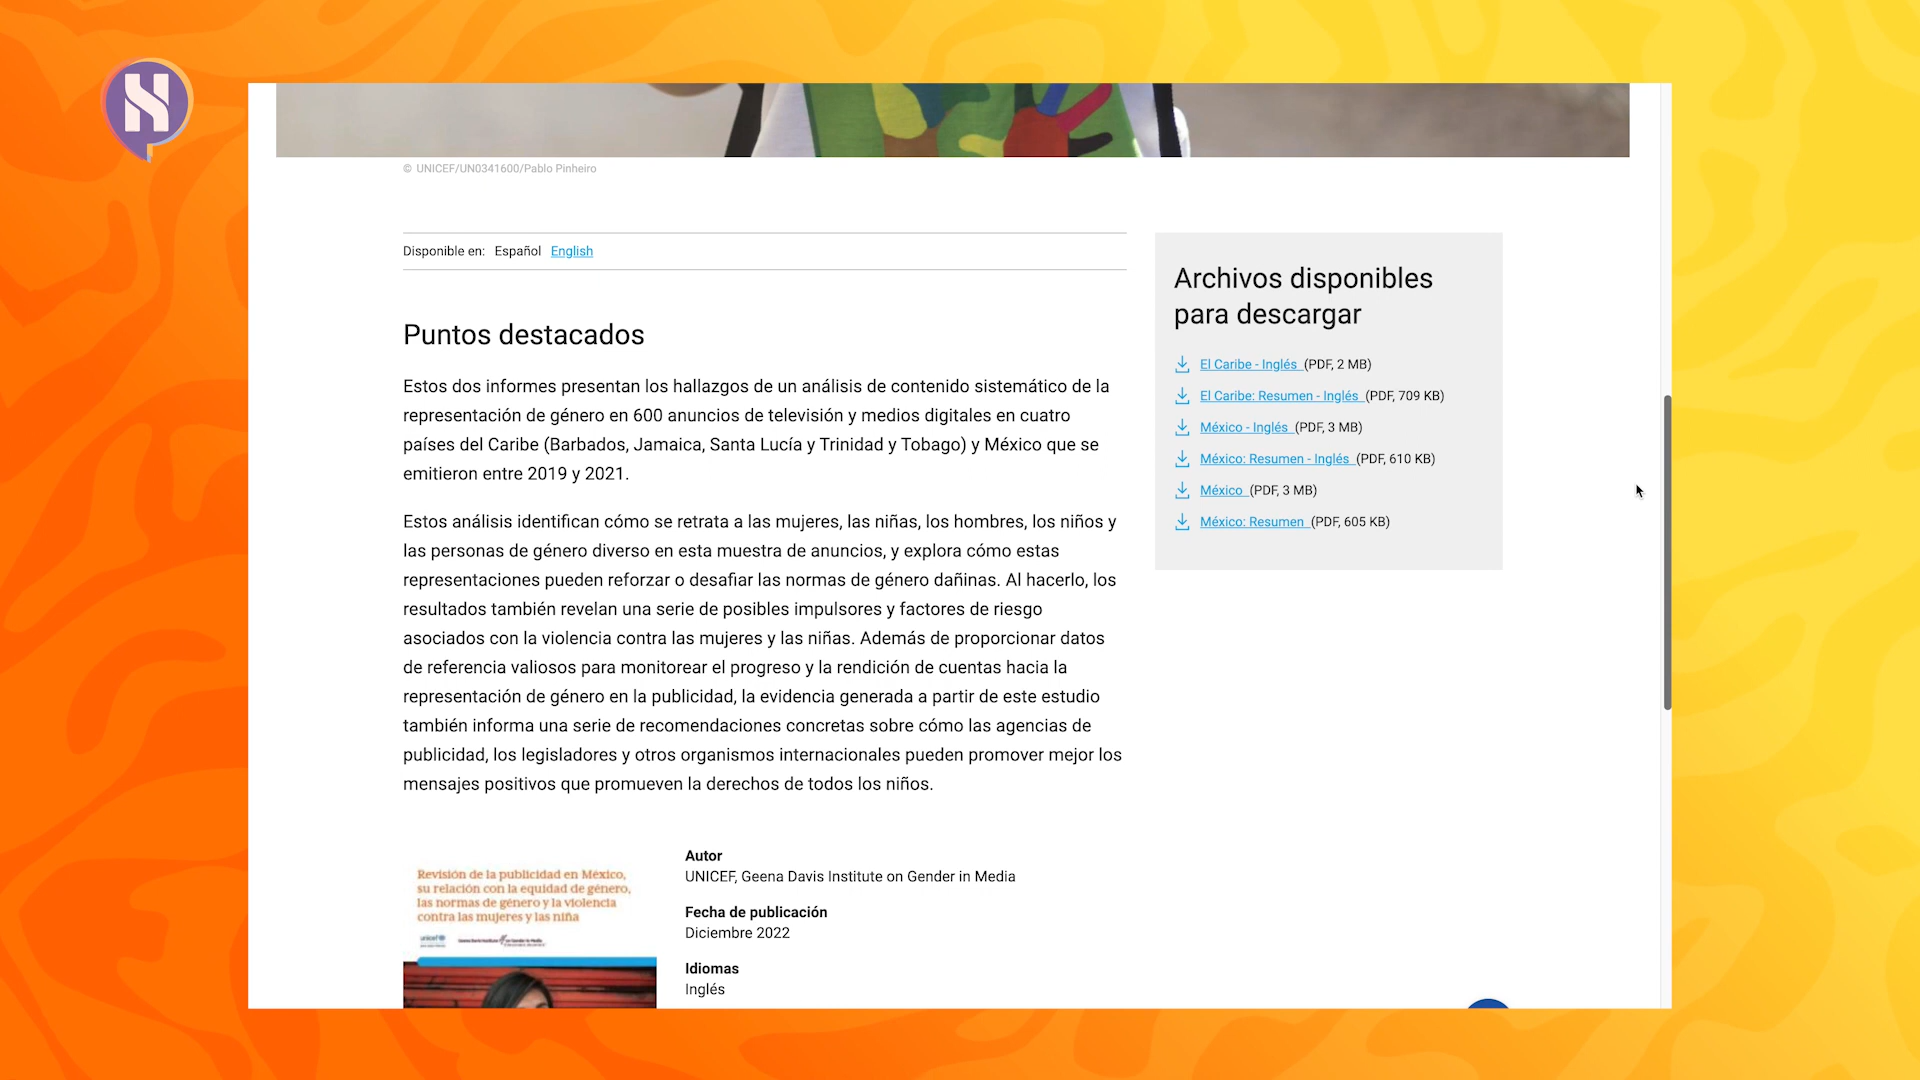 N
© UNICEF/UN0341600/Pablo Pinheiro
Disponible en: Español English
Puntos destacados
Estos dos informes presentan los hallazgos de un análisis de contenido sistemático de la
representación de género en 600 anuncios de televisión y medios digitales en cuatro
países del Caribe (Barbados, Jamaica, Santa Lucía y Trinidad y Tobago) y México que se
emitieron entre 2019 y 2021.
Estos análisis identifican cómo se retrata a las mujeres, las niñas, los hombres, los niños y
las personas de género diverso en esta muestra de anuncios, y explora cómo estas
representaciones pueden reforzar o desafiar las normas de género dañinas. Al hacerlo, los
resultados también revelan una serie de posibles impulsores y factores de riesgo
asociados con la violencia contra las mujeres y las niñas. Además de proporcionar datos
de referencia valiosos para monitorear el progreso y la rendición de cuentas hacia la
representación de género en la publicidad, la evidencia generada a partir de este estudio
también informa una serie de recomendaciones concretas sobre cómo las agencias de
publicidad, los legisladores y otros organismos internacionales pueden promover mejor los
mensajes positivos que promueven la derechos de todos los niños.
Archivos disponibles
para descargar
El Caribe - Inglés (PDF, 2 MB)
El Caribe: Resumen - Inglés (PDF, 709 KB)
México - Inglés (PDF, 3 MB)
México: Resumen - Inglés (PDF, 610 KB)
México (PDF, 3 MB)
México: Resumen (PDF, 605 KB)
Revisión de la publicidad en México,
su relación con la equidad de género,
las normas de género y la violencia
contra las mujeres y las niña
unicef
Autor
UNICEF, Geena Davis Institute on Gender in Media
Fecha de publicación
Diciembre 2022
Idiomas
Inglés